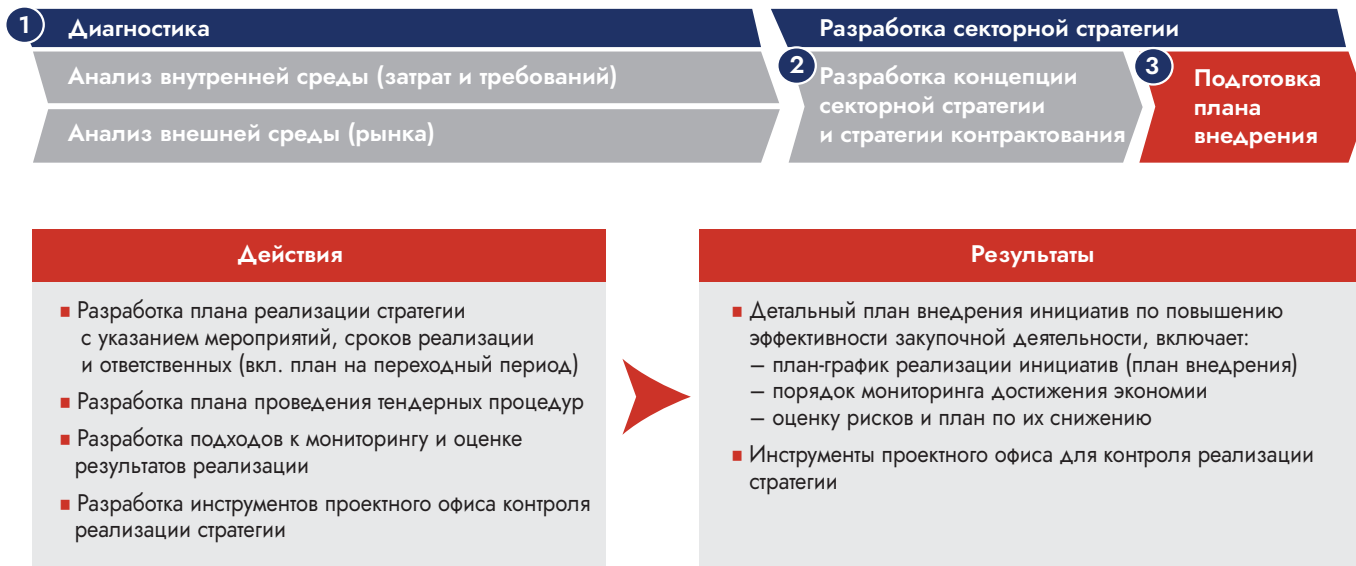 1
Диагностика
Разработка секторной стратегии
Анализ внутренней среды (затрат и требований)
Анализ внешней среды (рынка)
2
Разработка концепции
секторной стратегии
и стратегии контрактования
3
Подготовка
плана
внедрения
Действия
■ Разработка плана реализации стратегии
с указанием мероприятий, сроков реализации
и ответственных (вкл. план на переходный период)
■ Разработка плана проведения тендерных процедур
■ Разработка подходов к мониторингу и оценке
результатов реализации
■ Разработка инструментов проектного офиса контроля
реализации стратегии
Результаты
■ Детальный план внедрения инициатив по повышению
эффективности закупочной деятельности, включает:
– план-график реализации инициатив (план внедрения)
– порядок мониторинга достижения экономии
– оценку рисков и план по их снижению
■ Инструменты проектного офиса для контроля реализации
стратегии